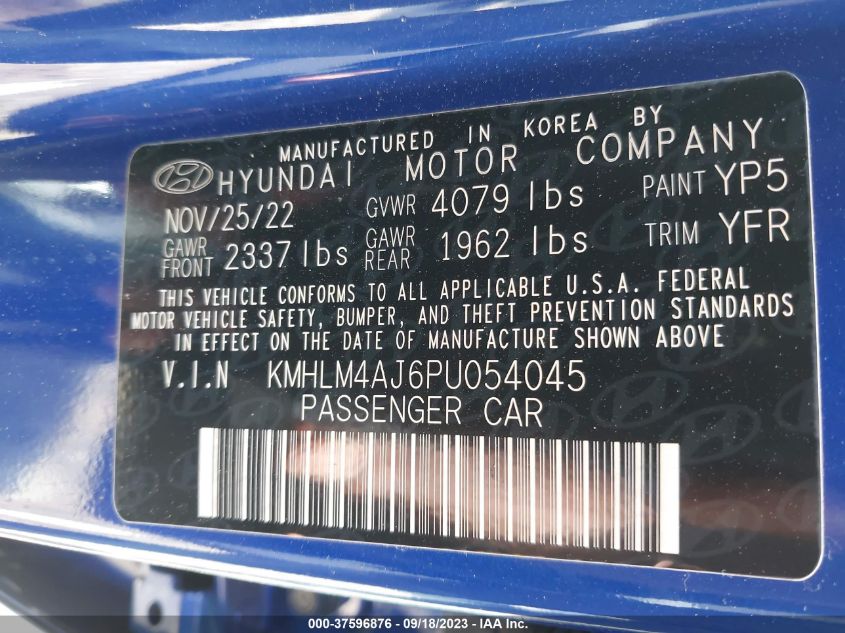 MANUFACTURED IN KOREA BY
HYUNDAI MOTOR COMPANY
NOV/25/22 GVWR 4079 lbs PAINT YP5
GAWR FRONT 2337 lbs GAWR REAR 1962 lbs TRIM YFR
THIS VEHICLE CONFORMS TO ALL APPLICABLE U.S.A. FEDERAL
MOTOR VEHICLE SAFETY, BUMPER, AND THEFT PREVENTION STANDARDS
IN EFFECT ON THE DATE OF MANUFACTURE SHOWN ABOVE
V.I.N KMHLM4AJ6PU054045
PASSENGER CAR
000-37596876 - 09/18/2023 - IAA Inc.